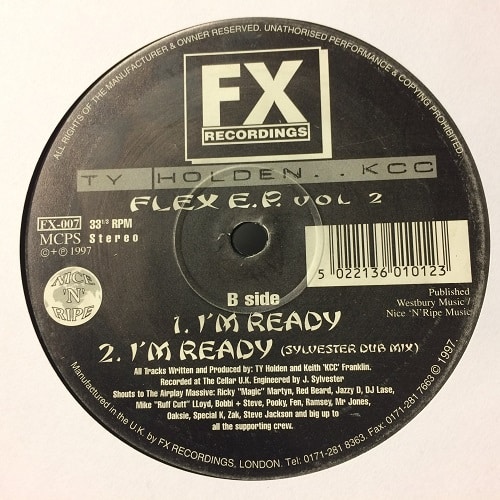 ALL RIGHTS OF THE MANUFACTURER & OWNER RESERVED. UNATHORISED PERFORMANCE & COPYING PROHIBITED.
FX
RECORDINGS
TY HOLDEN.. KCC
FLEX E.P. VOL 2
FX-007 33 1/2 RPM
MCPS Stereo
©+℗1997
NICE
'N'
RIPE
5 022136 010123
Published
Westbury Music /
Nice 'N' Ripe Music
B side
1. I'M READY
2. I'M READY (SYLVESTER DUB MIX)
All Tracks Written and Produced by: TY Holden and Keith 'KCC' Franklin.
Recorded at The Cellar U.K. Engineered by J. Sylvester
Shouts to The Airplay Massive: Ricky "Magic" Martyn, Red Beard, Jazzy D, DJ Lase,
Mike "Ruff Cutt" LLoyd, Bobbi + Steve, Pooky, Fen, Ramsey, Mr Jones,
Oaksie, Special K, Zak, Steve Jackson and big up to
all the supporting crew.
Manufactured in the U.K. by FX RECORDINGS, LONDON. Tel: 0171-281 8363. Fax: 0171-281 7663 © 1997.